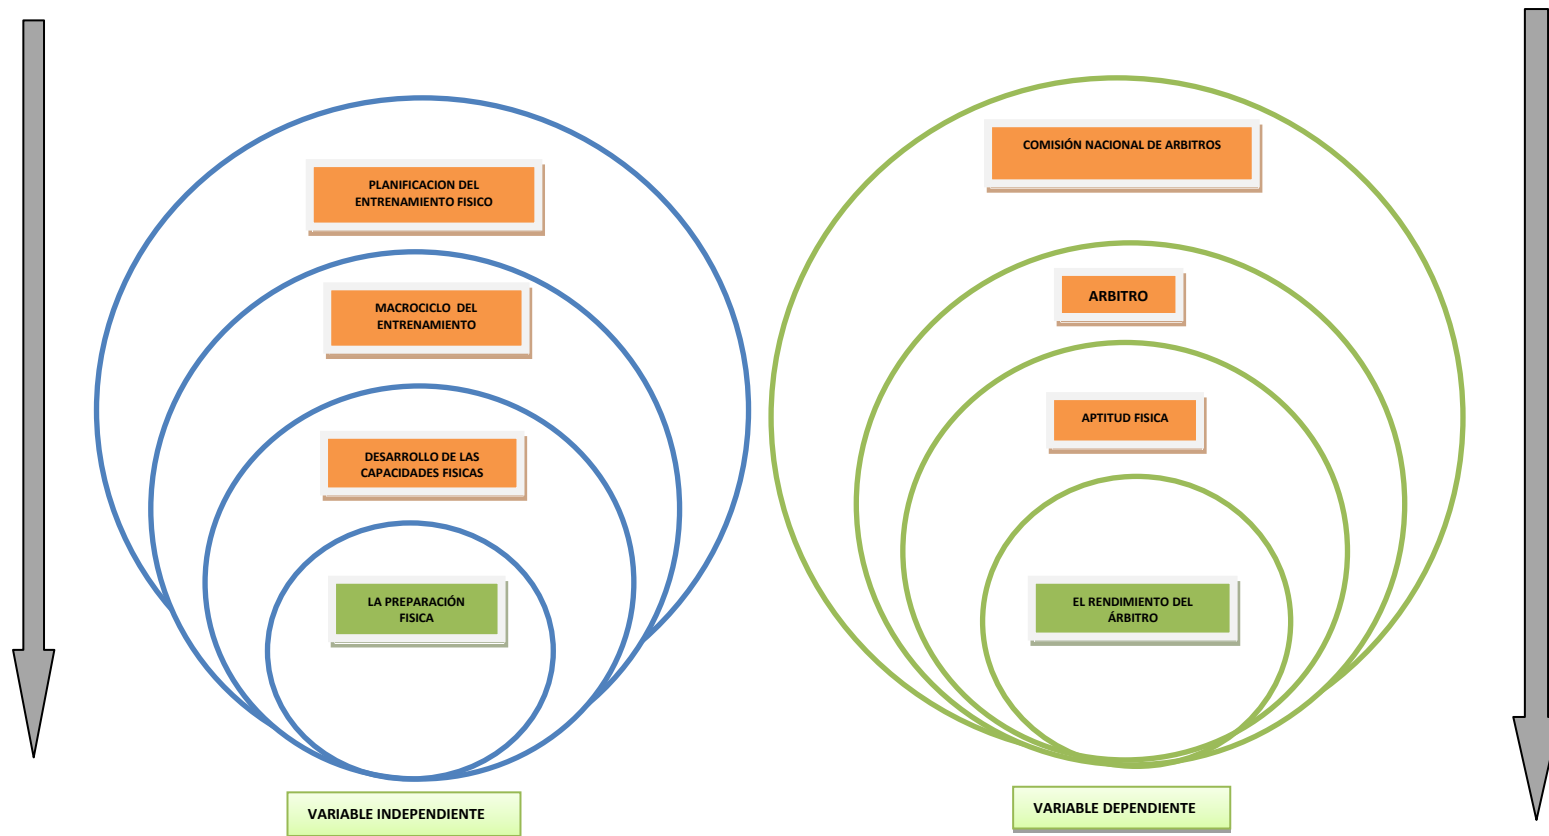 PLANIFICACION DEL
ENTRENAMIENTO FISICO
MACROCICLO DEL
ENTRENAMIENTO
DESARROLLO DE LAS
CAPACIDADES FISICAS
LA PREPARACIÓN
FISICA
VARIABLE INDEPENDIENTE
COMISIÓN NACIONAL DE ARBITROS
ARBITRO
APTITUD FISICA
EL RENDIMIENTO DEL
ÁRBITRO
VARIABLE DEPENDIENTE